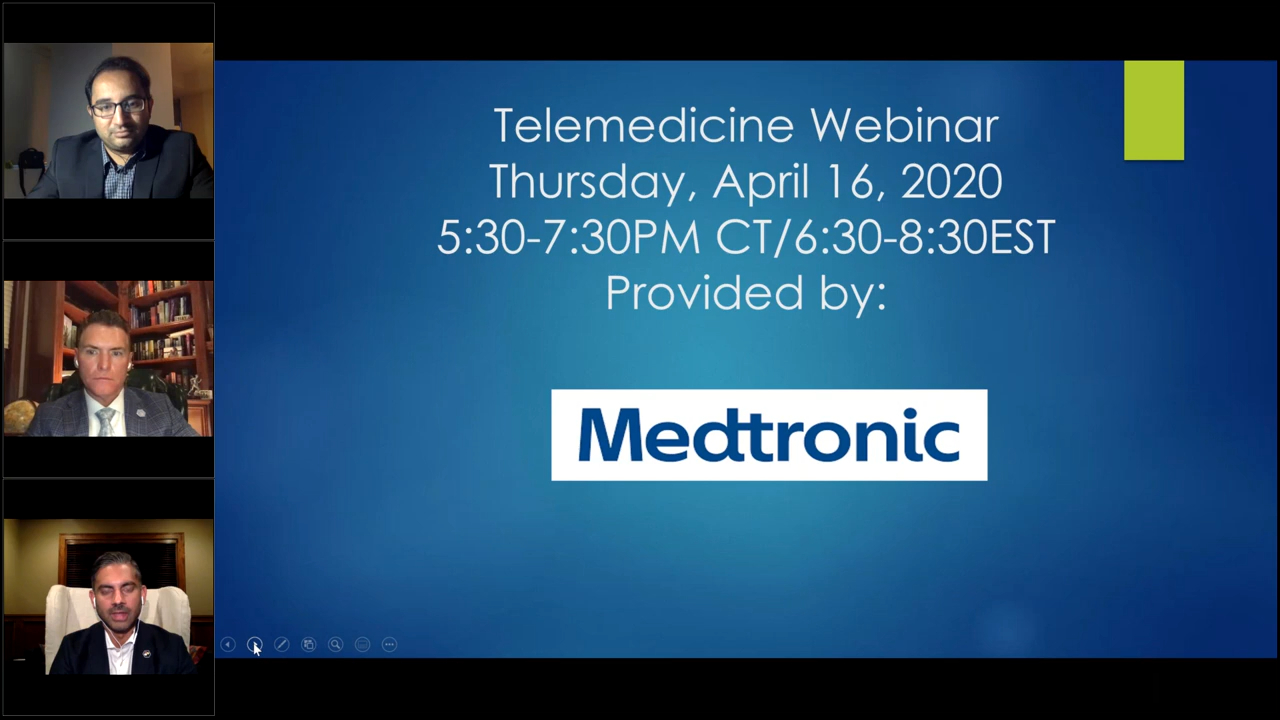 Telemedicine Webinar
Thursday, April 16, 2020
5:30-7:30PM CT/6:30-8:30EST
Provided by:
Medtronic